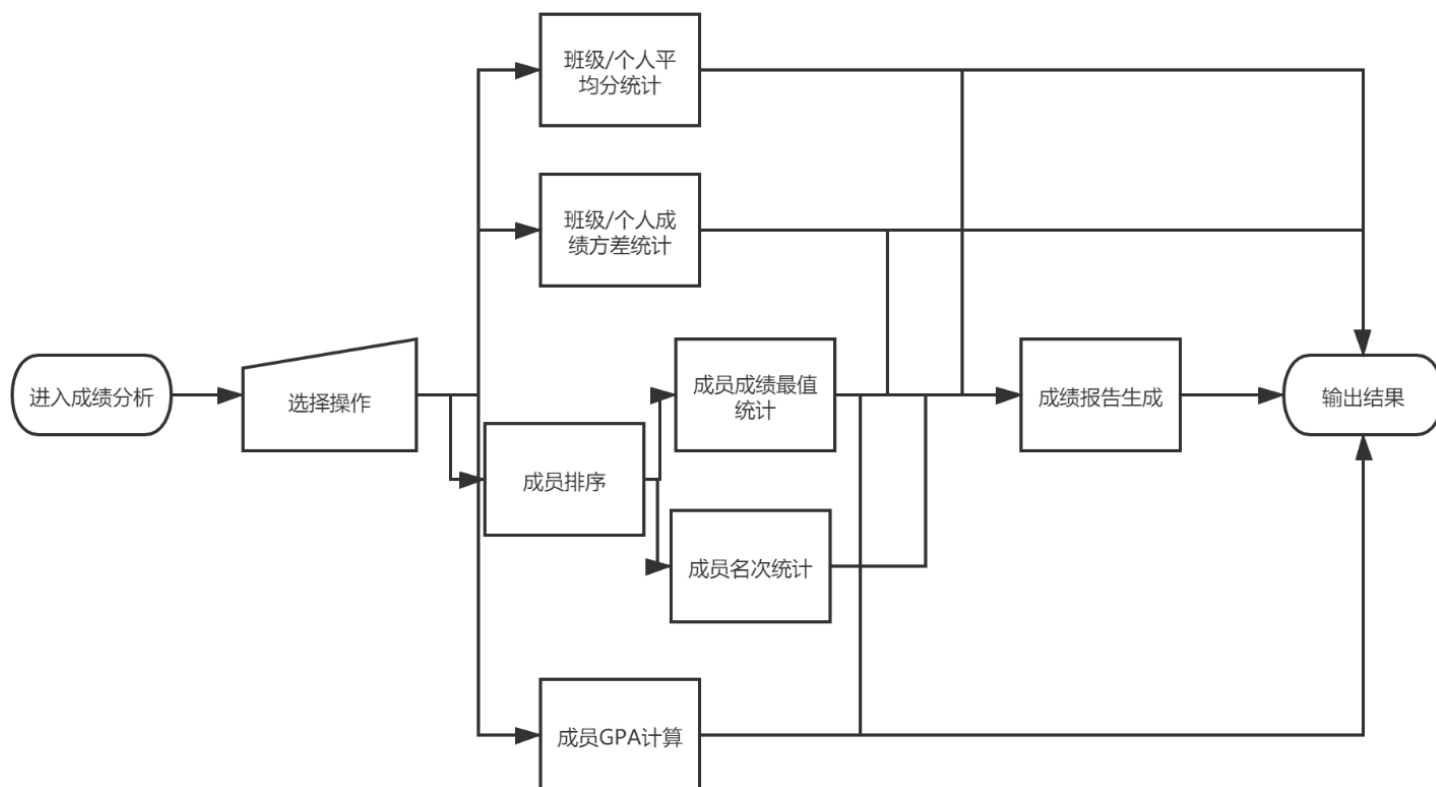 班级/个人平
均分统计
班级/个人成
绩方差统计
进入成绩分析
选择操作
成员成绩最值
统计
成绩报告生成
输出结果
成员排序
成员名次统计
成员GPA计算